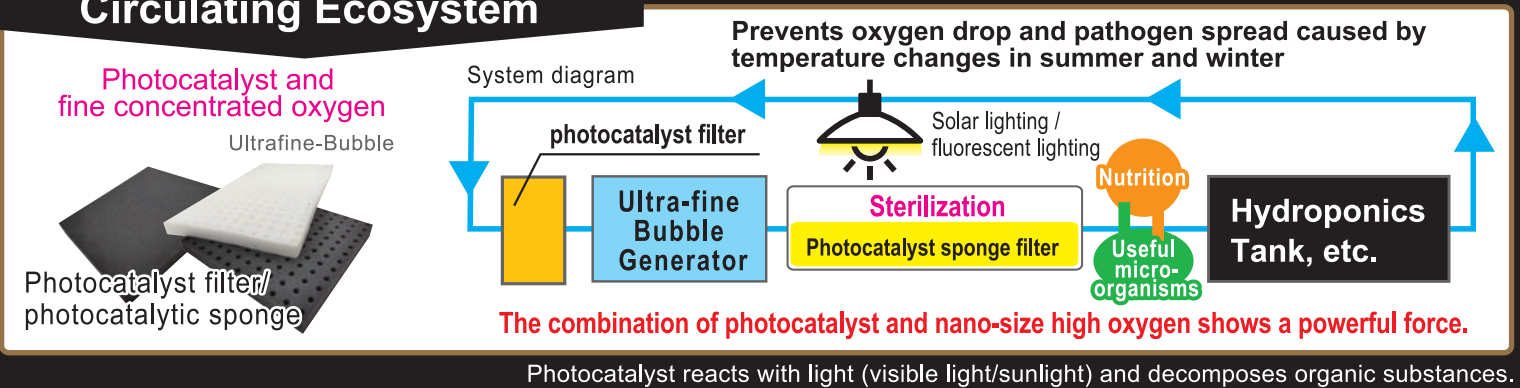 Circulating Ecosystem
Prevents oxygen drop and pathogen spread caused by
temperature changes in summer and winter
Photocatalyst and
fine concentrated oxygen
Ultrafine-Bubble
Photocatalyst filter/
photocatalytic sponge
System diagram
photocatalyst filter
Solar lighting /
fluorescent lighting
Ultra-fine
Bubble
Generator
Sterilization
Photocatalyst sponge filter
Nutrition
Useful
micro-
organisms
Hydroponics
Tank, etc.
The combination of photocatalyst and nano-size high oxygen shows a powerful force.
Photocatalyst reacts with light (visible light/sunlight) and decomposes organic substances.